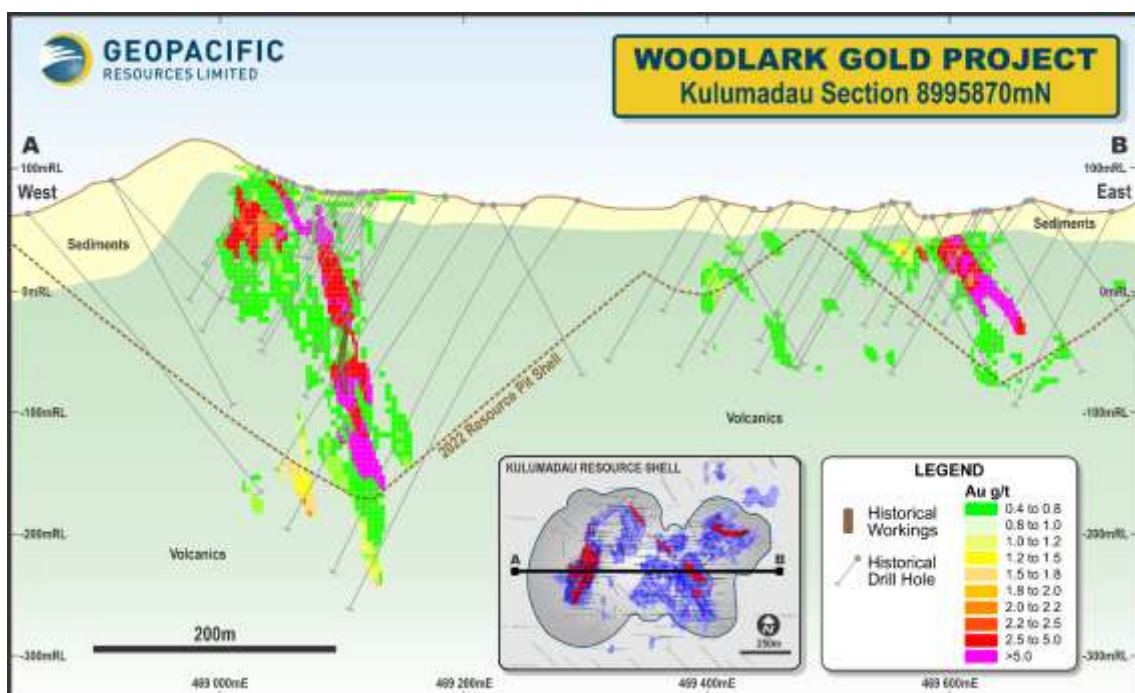 GEOPACIFIC
RESOURCES LIMITED
WOODLARK GOLD PROJECT
Kulumadau Section 8995870mN
A
B
100mRL
100mRL
West
East
Sediments
Sediments
0mRL
0mRL
-100mRL
-100mRL
2022 Resource Pit Shell
Volcanics
Volcanics
-200mRL
-200mRL
-300mRL
-300mRL
200m
469 000mE
469 200mE
469 400mE
469 600mE
KULUMADAU RESOURCE SHELL
A
B
N
250m
LEGEND
Au g/t
Historical
Workings
Historical
Drill Hole
0.4 to 0.8
0.8 to 1.0
1.0 to 1.2
1.2 to 1.5
1.5 to 1.8
1.8 to 2.0
2.0 to 2.2
2.2 to 2.5
2.5 to 5.0
>5.0